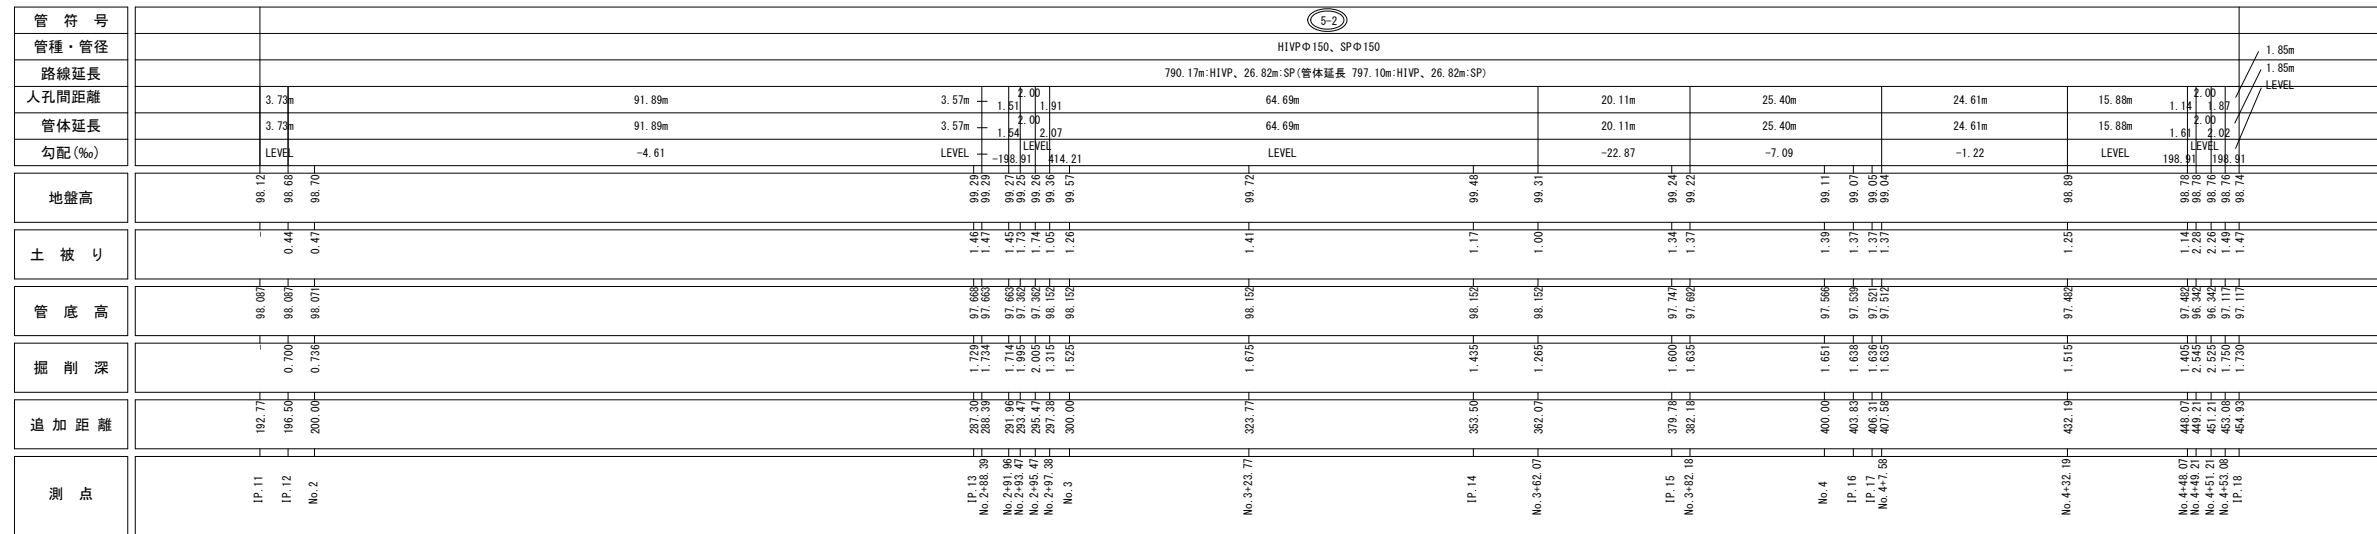 管 符 号
5-2
管種・管径
HIVPΦ150、SPΦ150
路線延長
790.17m:HIVP、26.82m:SP(管体延長 797.10m:HIVP、26.82m:SP)
人孔間距離
3.73m 91.89m 3.57m 1.51 2.00 1.91 64.69m 20.11m 25.40m 24.61m 15.88m 1.14 2.00 1.87 1.85m
管体延長
3.73m 91.89m 3.57m 1.54 2.00 2.07 64.69m 20.11m 25.40m 24.61m 15.88m 1.61 2.00 2.02 1.85m
勾配(‰)
LEVEL -4.61 LEVEL -198.91 LEVEL 414.21 LEVEL -22.87 -7.09 -1.22 LEVEL 198.91 LEVEL 198.91 LEVEL
地盤高
98.12 98.68 98.70 99.29 99.29 99.27 99.25 99.26 99.36 99.57 99.72 99.48 99.31 99.24 99.22 99.11 99.07 99.05 99.04 98.89 98.78 98.78 98.76 98.76 98.74
土 被 り
- 0.44 0.47 1.46 1.47 1.45 1.73 1.74 1.05 1.26 1.41 1.17 1.00 1.34 1.37 1.39 1.37 1.37 1.37 1.25 1.14 2.28 2.26 1.49 1.47
管 底 高
98.087 98.087 98.071 97.668 97.663 97.663 97.362 97.362 98.152 98.152 98.152 98.152 98.152 97.747 97.692 97.566 97.539 97.521 97.512 97.482 97.482 96.342 96.342 97.117 97.117
掘 削 深
- 0.700 0.736 1.729 1.734 1.714 1.995 2.005 1.315 1.525 1.675 1.435 1.265 1.600 1.635 1.651 1.638 1.636 1.635 1.515 1.405 2.545 2.525 1.750 1.730
追 加 距 離
192.77 196.50 200.00 287.30 288.39 291.96 293.47 295.47 297.38 300.00 323.77 353.50 362.07 379.78 382.18 400.00 403.83 406.31 407.58 432.19 448.07 449.21 451.21 453.08 454.93
測 点
IP.11 IP.12 No.2 IP.13 No.2+88.39 No.2+91.96 No.2+93.47 No.2+95.47 No.2+97.38 No.3 No.3+23.77 IP.14 No.3+62.07 IP.15 No.3+82.18 No.4 IP.16 IP.17 No.4+7.58 No.4+32.19 No.4+48.07 No.4+49.21 No.4+51.21 No.4+53.08 IP.18